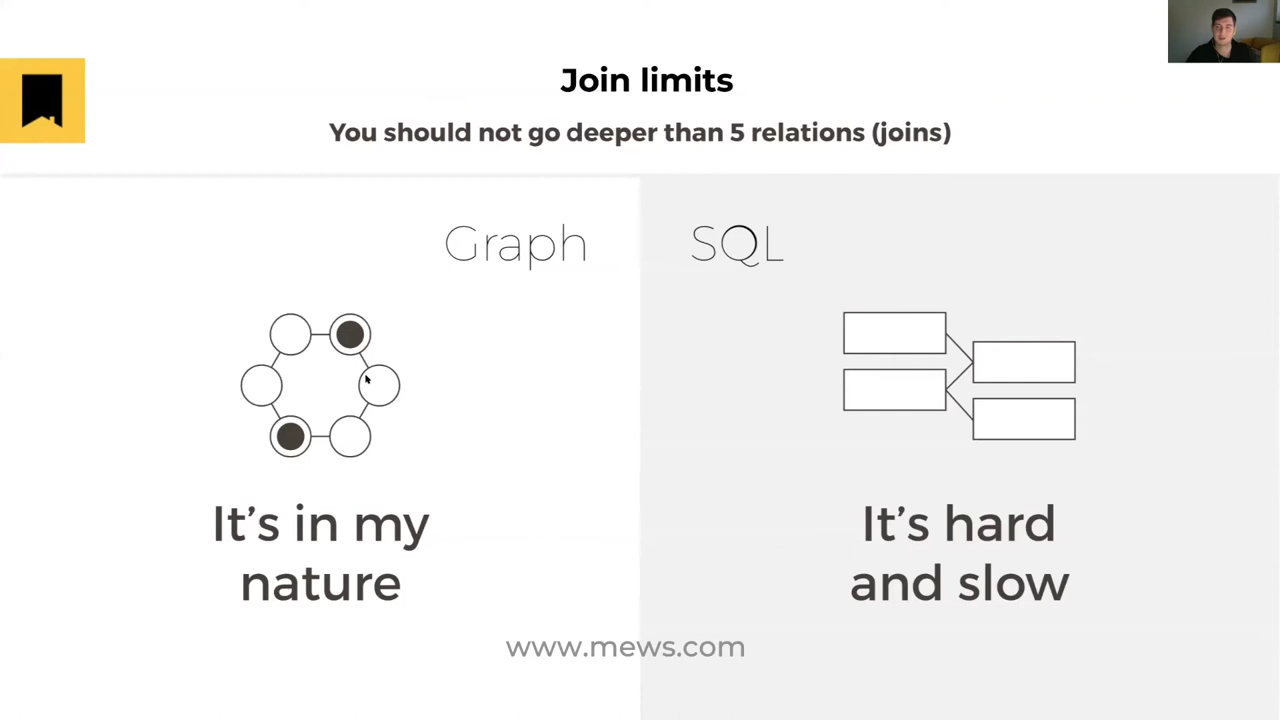 Join limits
You should not go deeper than 5 relations (joins)
Graph
SQL
It's in my
nature
It's hard
and slow
www.mews.com